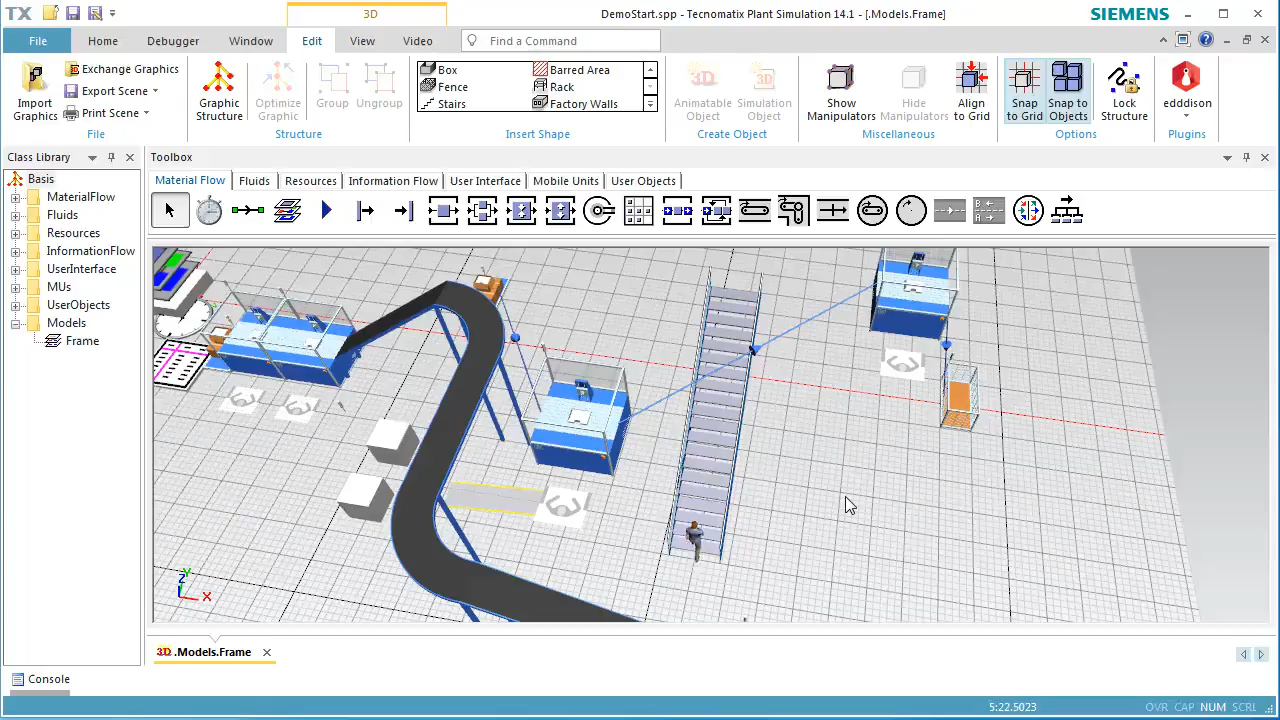 TX
3D
DemoStart.spp - Tecnomatix Plant Simulation 14.1 - [.Models.Frame]
SIEMENS
File Home Debugger Window Edit View Video Find a Command
Import Graphics
Exchange Graphics
Export Scene
Print Scene
File
Graphic Structure
Optimize Graphic
Group
Ungroup
Structure
Box
Fence
Stairs
Barred Area
Rack
Factory Walls
Insert Shape
Animatable Object
Simulation Object
Create Object
Show Manipulators
Hide Manipulators
Align to Grid
Miscellaneous
Snap to Grid
Snap to Objects
Lock Structure
Options
edddison
Plugins
Class Library
Toolbox
Basis
MaterialFlow
Fluids
Resources
InformationFlow
UserInterface
MUs
UserObjects
Models
Frame
Material Flow Fluids Resources Information Flow User Interface Mobile Units User Objects
A
B
Y
Z
X
3D .Models.Frame
Console
5:22.5023
OVR CAP NUM SCRL